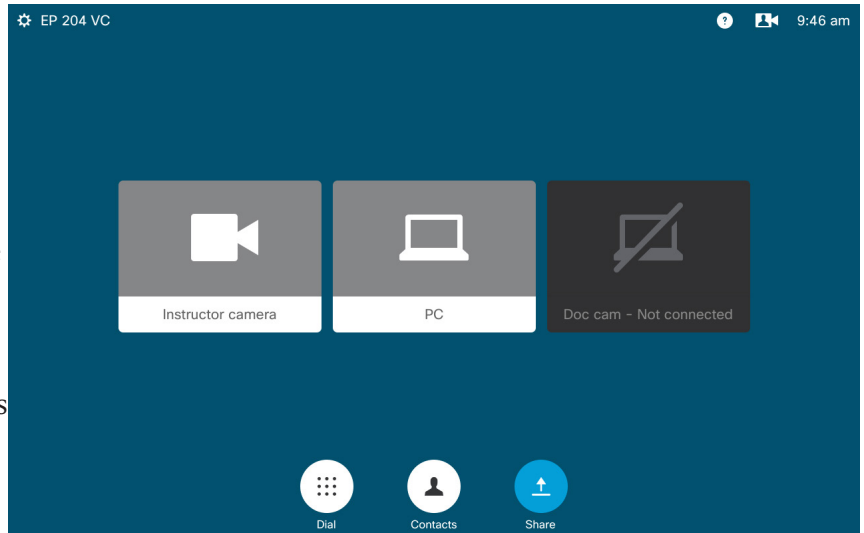 EP 204 VC
? 9:46 am
Instructor camera
PC
Doc cam - Not connected
s
Dial
Contacts
Share